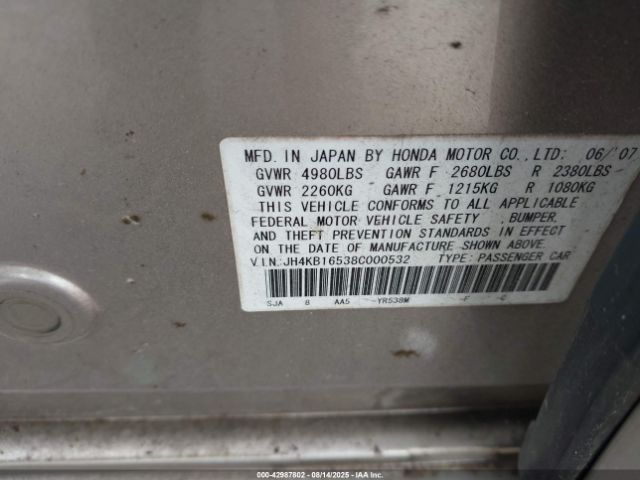 MFD. IN JAPAN BY HONDA MOTOR CO., LTD: 06/'07
GVWR 4980LBS GAWR F 2680LBS R 2380LBS
GVWR 2260KG GAWR F 1215KG R 1080KG
THIS VEHICLE CONFORMS TO ALL APPLICABLE
FEDERAL MOTOR VEHICLE SAFETY , BUMPER,
AND THEFT PREVENTION STANDARDS IN EFFECT
ON THE DATE OF MANUFACTURE SHOWN ABOVE.
V.I.N: JH4KB16538C000532 TYPE: PASSENGER CAR
SJA 8 AA5 -YR538M -F -C
000-42987802 - 08/14/2025 - IAAI.COM